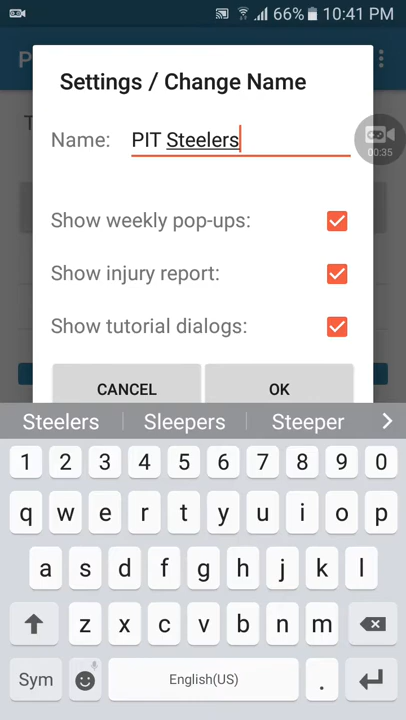 66% 10:41 PM
P
Settings / Change Name
Name: PIT Steelers
00:35
T
Show weekly pop-ups:
Show injury report:
Show tutorial dialogs:
CANCEL OK
Steelers Sleepers Steeper
1 2 3 4 5 6 7 8 9 0
q w e r t y u i o p
a s d f g h j k l
z x c v b n m
Sym English(US) .